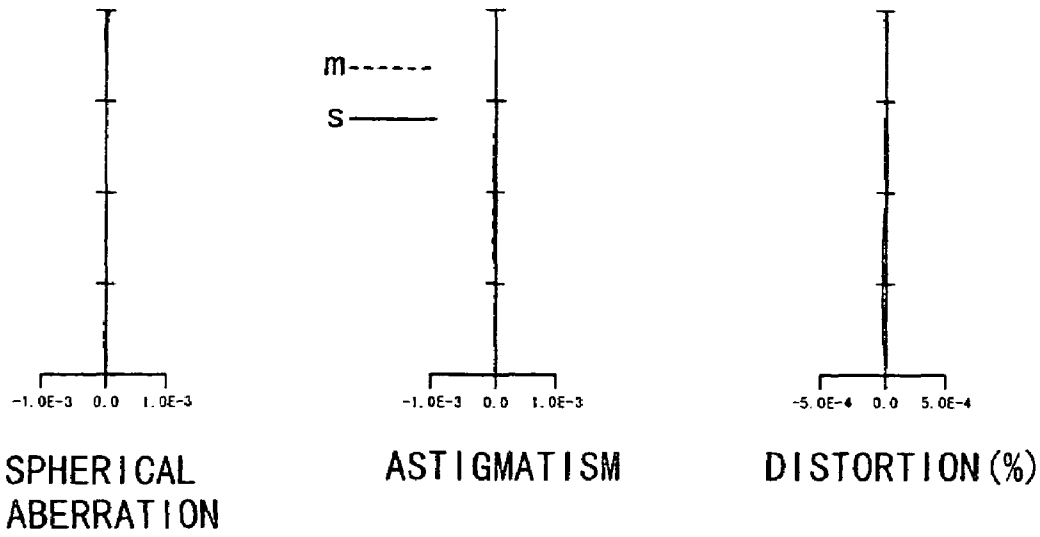 m
s
-1.0E-3 0.0 1.0E-3
-1.0E-3 0.0 1.0E-3
-5.0E-4 0.0 5.0E-4
SPHERICAL
ABERRATION
ASTIGMATISM
DISTORTION(%)